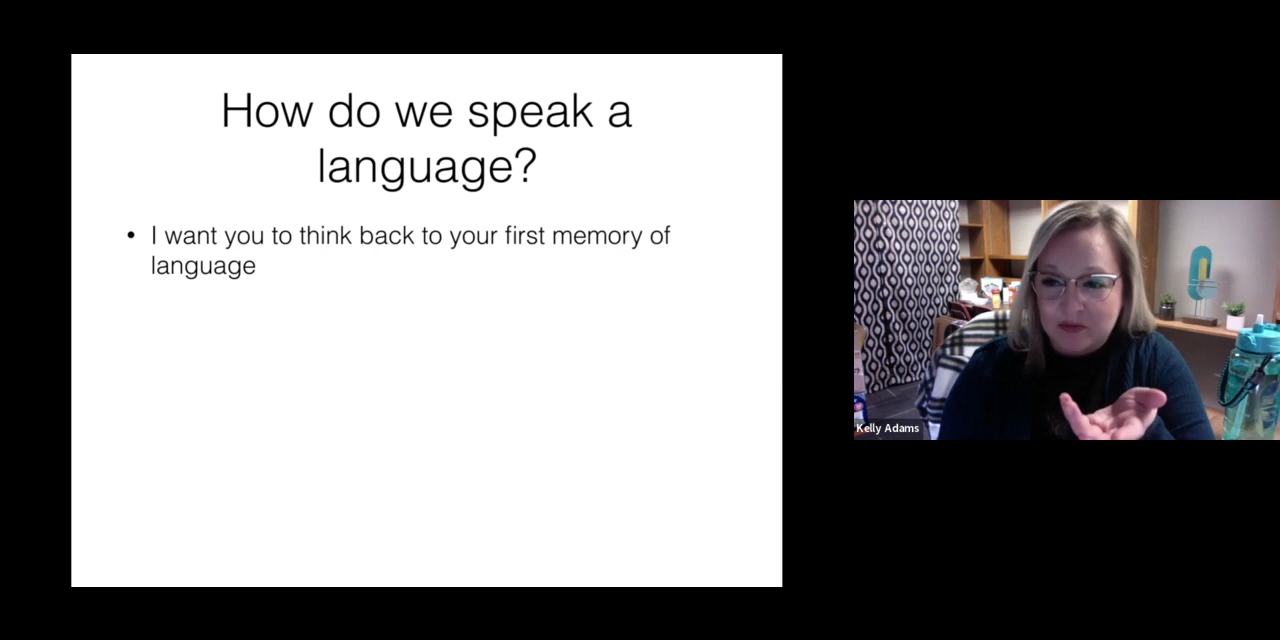 How do we speak a
language?
• I want you to think back to your first memory of
language
Kelly Adams